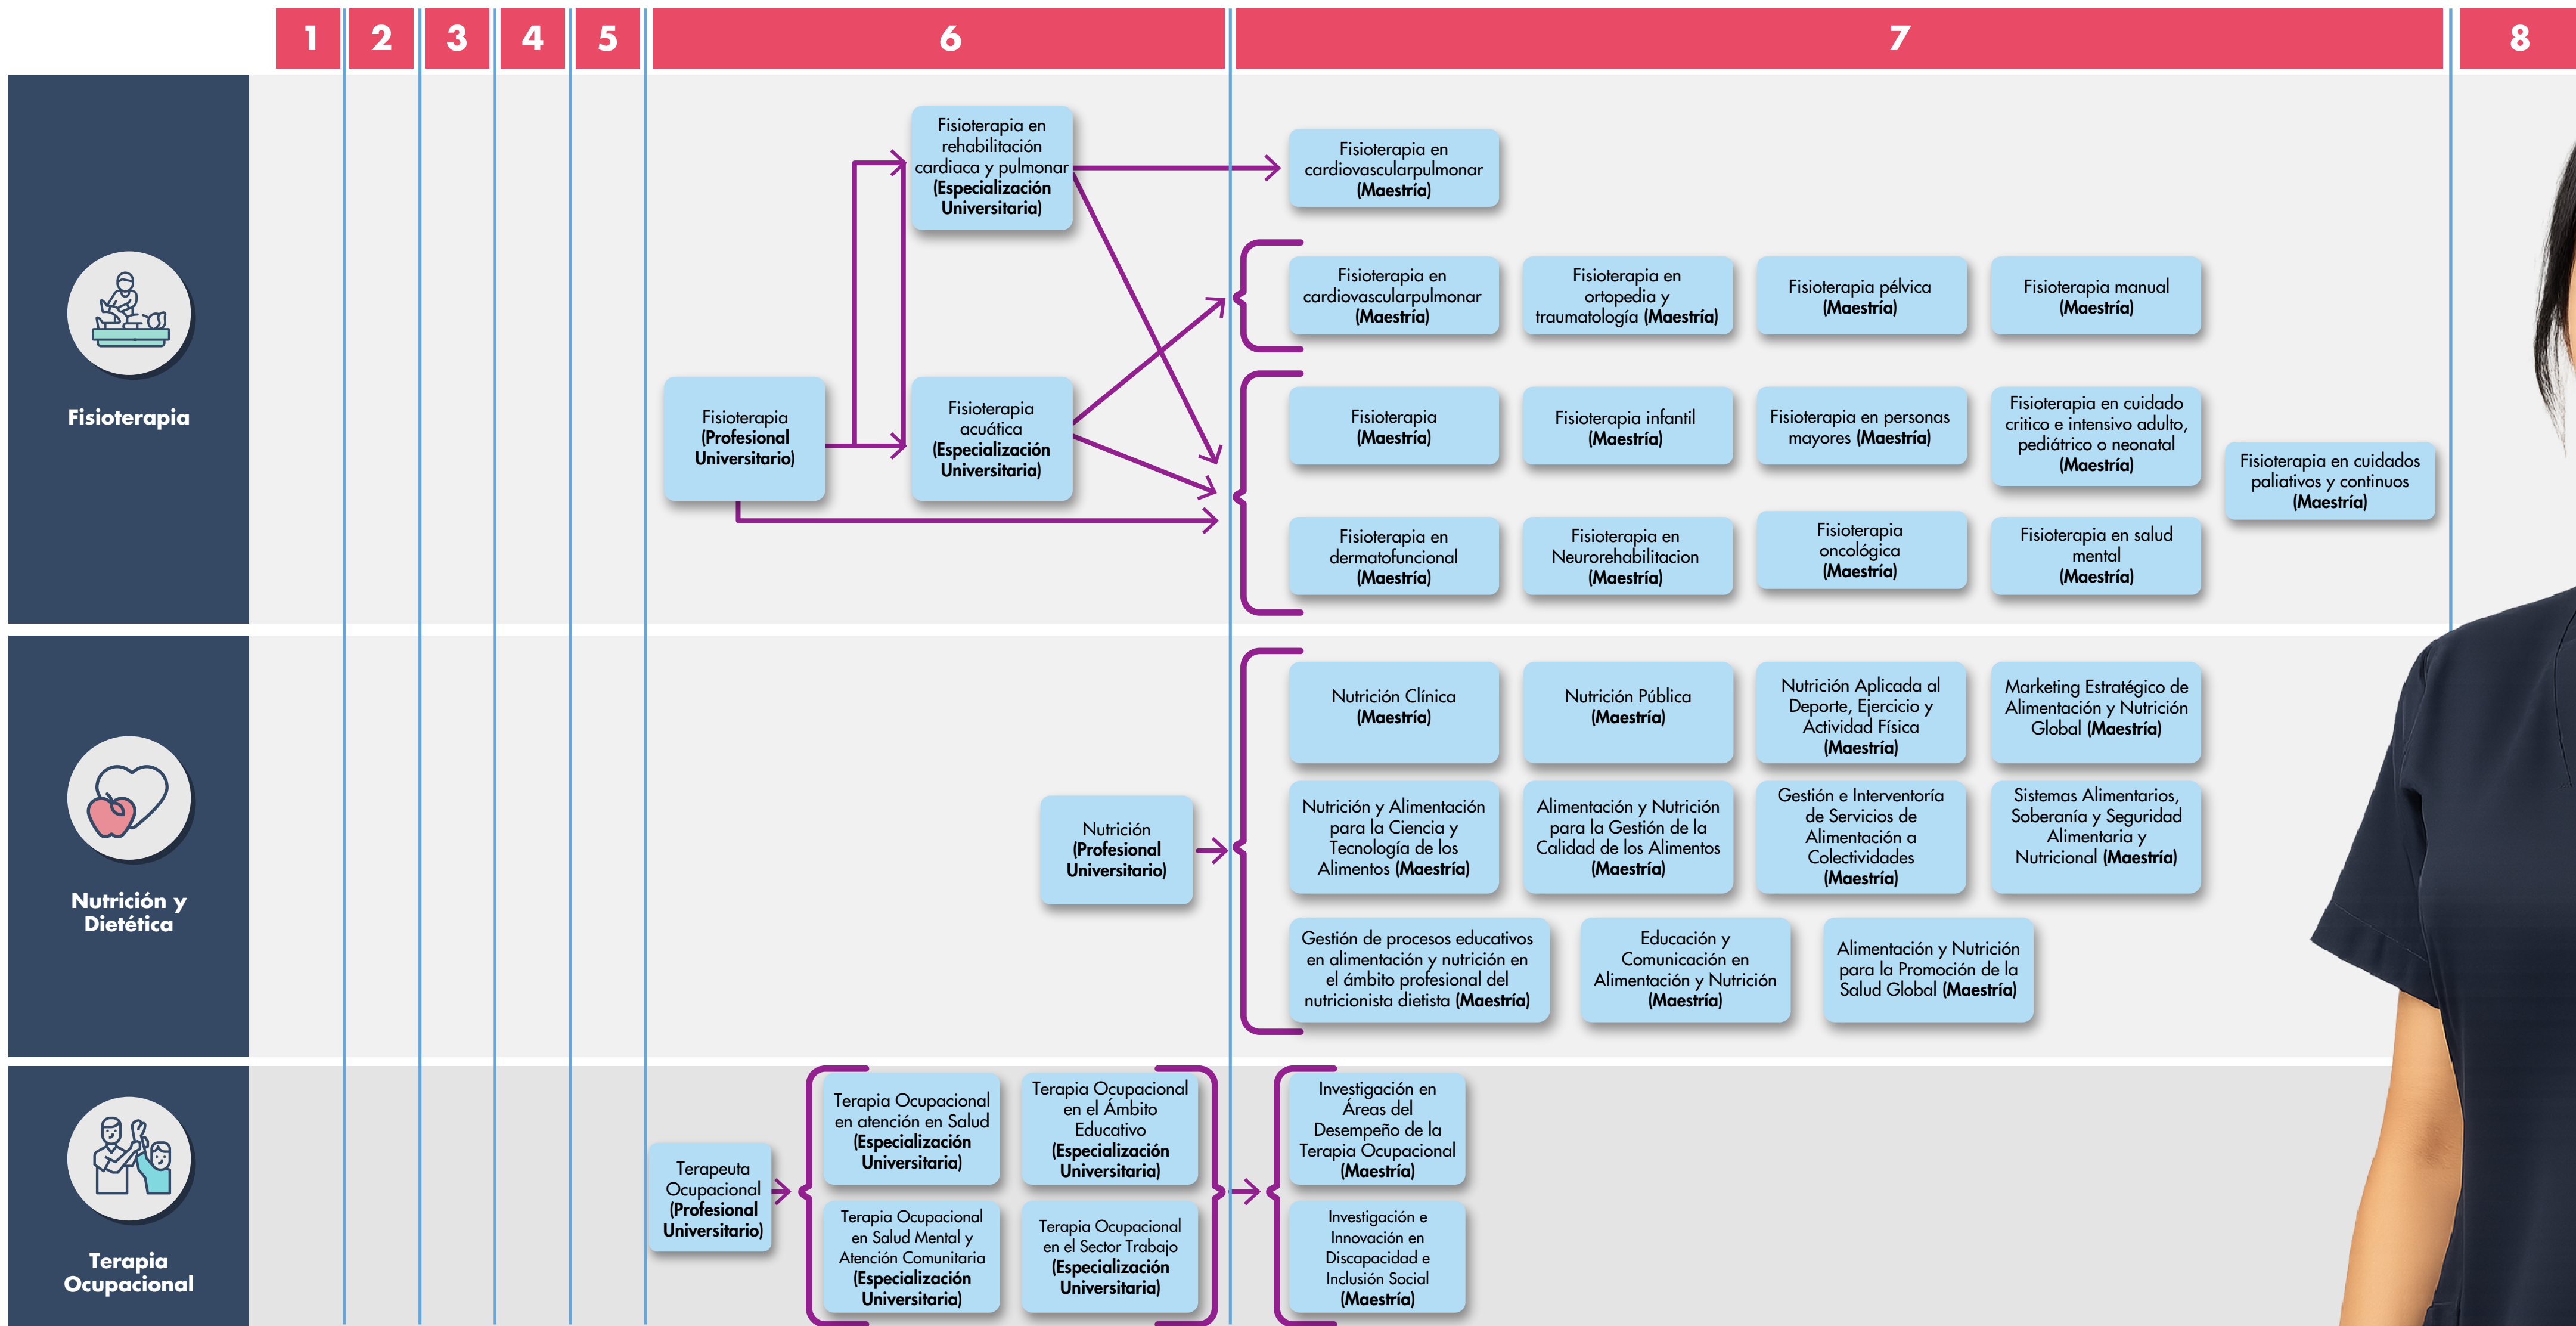 1 2 3 4 5 6 7 8
Fisioterapia
Fisioterapia en
rehabilitación
cardiaca y pulmonar
(Especialización
Universitaria)
Fisioterapia en
cardiovascularpulmonar
(Maestría)
Fisioterapia en
cardiovascularpulmonar
(Maestría)
Fisioterapia en
ortopedia y
traumatología (Maestría)
Fisioterapia pélvica
(Maestría)
Fisioterapia manual
(Maestría)
Fisioterapia
(Profesional
Universitario)
Fisioterapia
acuática
(Especialización
Universitaria)
Fisioterapia
(Maestría)
Fisioterapia infantil
(Maestría)
Fisioterapia en personas
mayores (Maestría)
Fisioterapia en cuidado
critico e intensivo adulto,
pediátrico o neonatal
(Maestría)
Fisioterapia en cuidados
paliativos y continuos
(Maestría)
Fisioterapia en
dermatofuncional
(Maestría)
Fisioterapia en
Neurorehabilitacion
(Maestría)
Fisioterapia
oncológica
(Maestría)
Fisioterapia en salud
mental
(Maestría)
Nutrición y
Dietética
Nutrición
(Profesional
Universitario)
Nutrición Clínica
(Maestría)
Nutrición Pública
(Maestría)
Nutrición Aplicada al
Deporte, Ejercicio y
Actividad Física
(Maestría)
Marketing Estratégico de
Alimentación y Nutrición
Global (Maestría)
Nutrición y Alimentación
para la Ciencia y
Tecnología de los
Alimentos (Maestría)
Alimentación y Nutrición
para la Gestión de la
Calidad de los Alimentos
(Maestría)
Gestión e Interventoría
de Servicios de
Alimentación a
Colectividades
(Maestría)
Sistemas Alimentarios,
Soberanía y Seguridad
Alimentaria y
Nutricional (Maestría)
Gestión de procesos educativos
en alimentación y nutrición en
el ámbito profesional del
nutricionista dietista (Maestría)
Educación y
Comunicación en
Alimentación y Nutrición
(Maestría)
Alimentación y Nutrición
para la Promoción de la
Salud Global (Maestría)
Terapia
Ocupacional
Terapeuta
Ocupacional
(Profesional
Universitario)
Terapia Ocupacional
en atención en Salud
(Especialización
Universitaria)
Terapia Ocupacional
en el Ámbito
Educativo
(Especialización
Universitaria)
Terapia Ocupacional
en Salud Mental y
Atención Comunitaria
(Especialización
Universitaria)
Terapia Ocupacional
en el Sector Trabajo
(Especialización
Universitaria)
Investigación en
Áreas del
Desempeño de la
Terapia Ocupacional
(Maestría)
Investigación e
Innovación en
Discapacidad e
Inclusión Social
(Maestría)